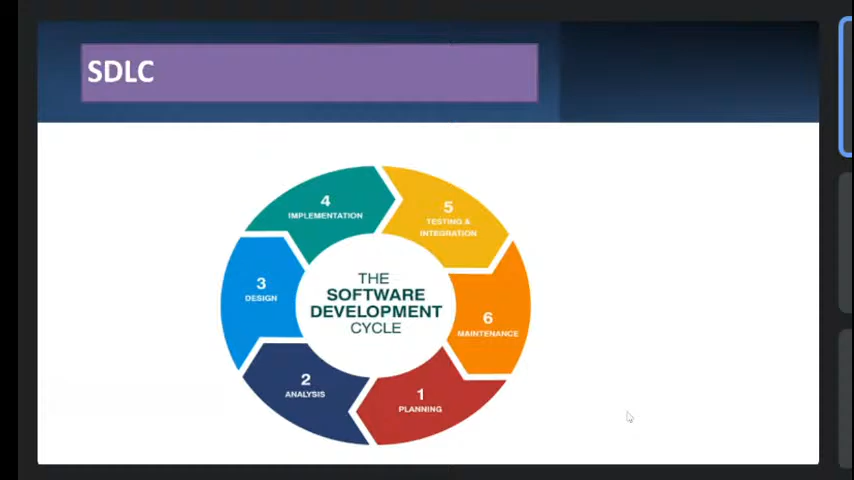 SDLC
4
IMPLEMENTATION
5
TESTING &
INTEGRATION
3
DESIGN
THE
SOFTWARE
DEVELOPMENT
CYCLE
6
MAINTENANCE
2
ANALYSIS
1
PLANNING